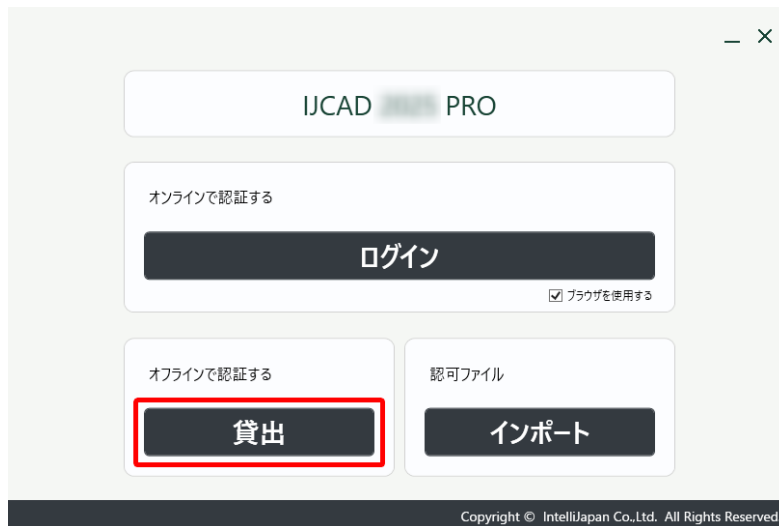 IJCAD PRO
オンラインで認証する
ログイン
ブラウザを使用する
オフラインで認証する
貸出
認可ファイル
インポート
Copyright © IntelliJapan Co.,Ltd. All Rights Reserved